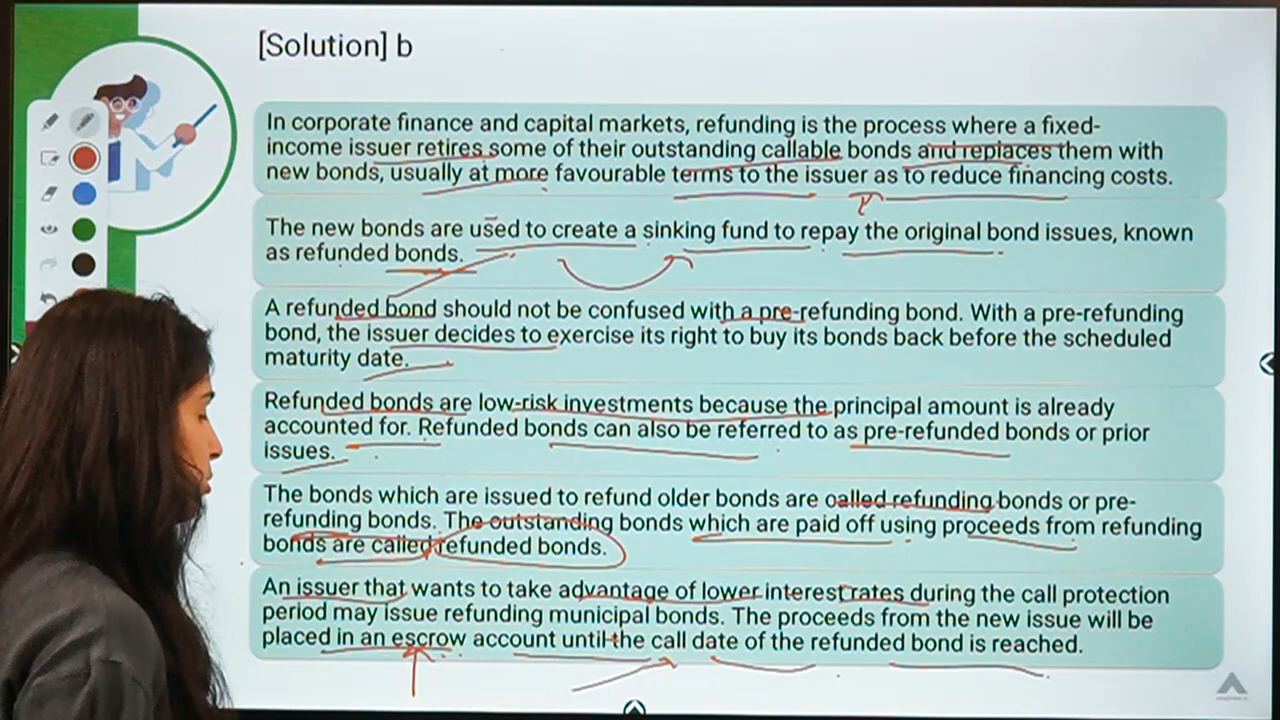 [Solution] b
In corporate finance and capital markets, refunding is the process where a fixed-
income issuer retires some of their outstanding callable bonds and replaces them with
new bonds, usually at more favourable terms to the issuer as to reduce financing costs.
The new bonds are used to create a sinking fund to repay the original bond issues, known
as refunded bonds.
A refunded bond should not be confused with a pre-refunding bond. With a pre-refunding
bond, the issuer decides to exercise its right to buy its bonds back before the scheduled
maturity date.
Refunded bonds are low-risk investments because the principal amount is already
accounted for. Refunded bonds can also be referred to as pre-refunded bonds or prior
issues.
The bonds which are issued to refund older bonds are called refunding bonds or pre-
refunding bonds. The outstanding bonds which are paid off using proceeds from refunding
bonds are called refunded bonds.
An issuer that wants to take advantage of lower interest rates during the call protection
period may issue refunding municipal bonds. The proceeds from the new issue will be
placed in an escrow account until the call date of the refunded bond is reached.